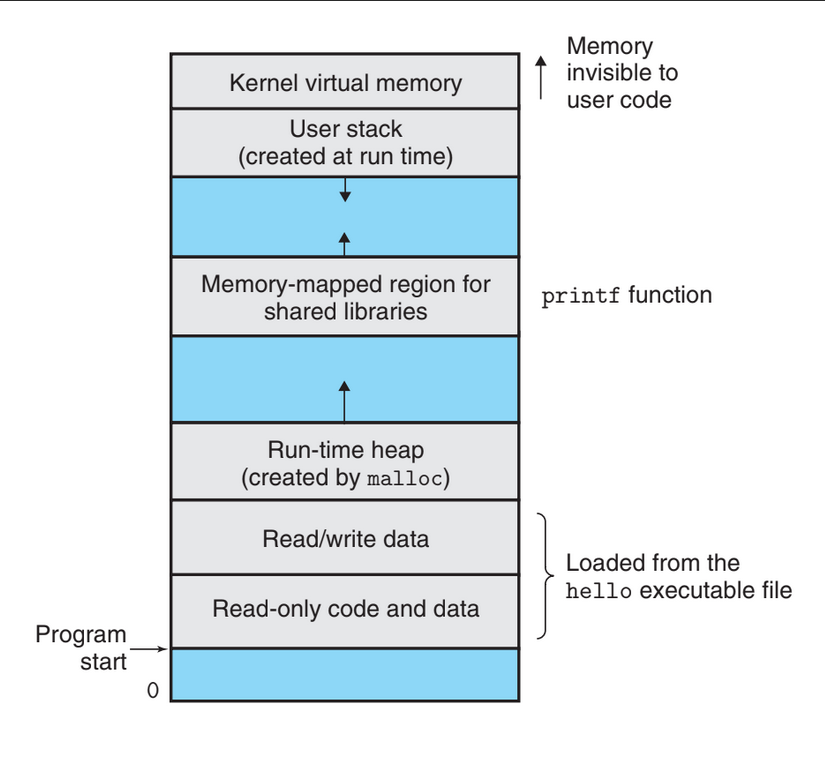 Memory
invisible to
user code
Kernel virtual memory
User stack
(created at run time)
Memory-mapped region for
shared libraries
printf function
Run-time heap
(created by malloc)
Read/write data
Loaded from the
hello executable file
Read-only code and data
Program
start
0